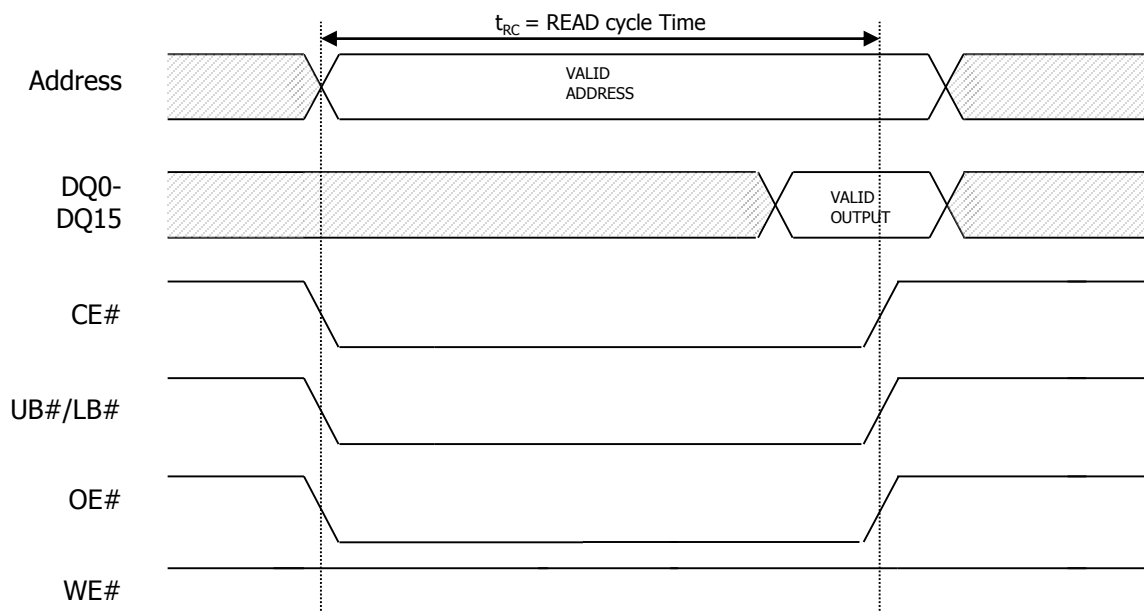 tRC = READ cycle Time
Address
VALID
ADDRESS
DQ0-
DQ15
VALID
OUTPUT
CE#
UB#/LB#
OE#
WE#